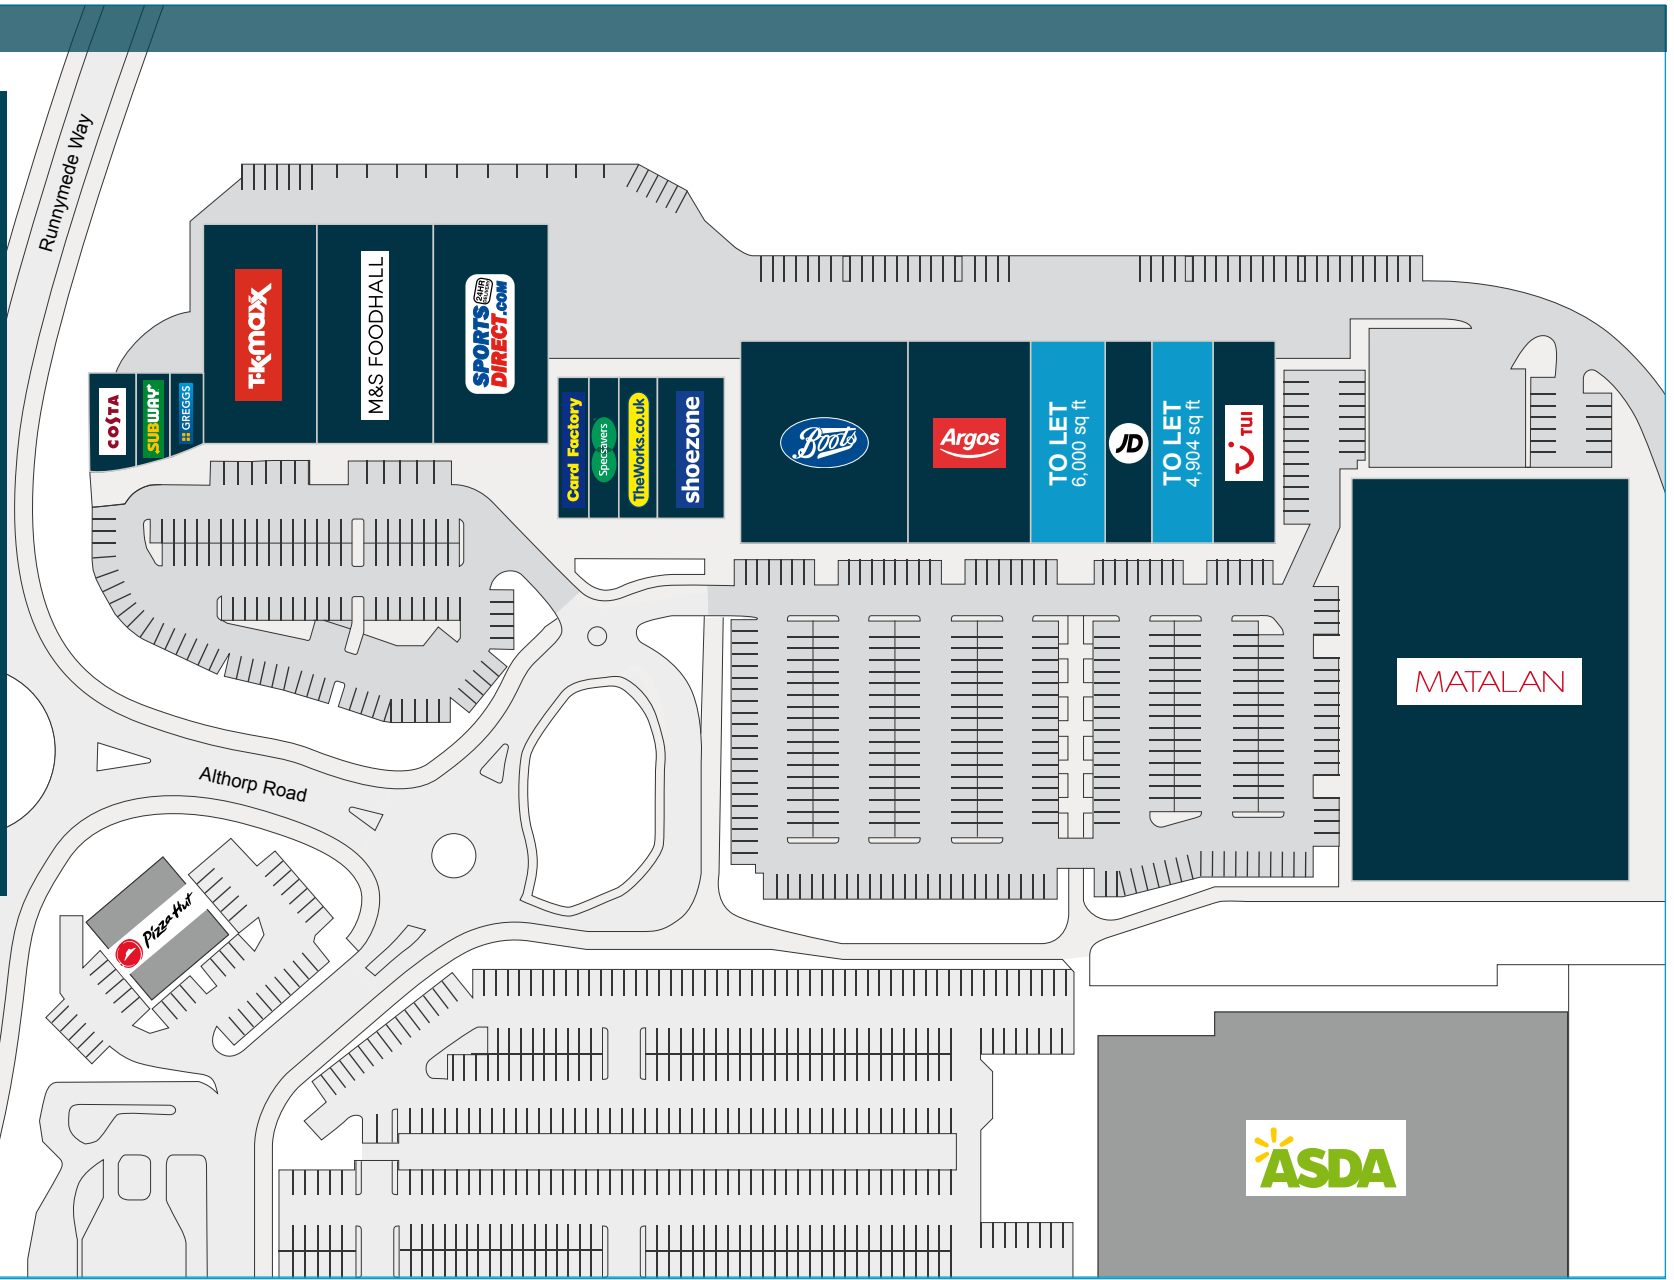 Runnymede Way
T·K·maxx
M&S FOODHALL
SPORTS
24HR
DIRECT.COM
COSTA
SUBWAY
GREGGS
Card Factory
Specsavers
TheWorks.co.uk
shoezone
Boots
Argos
TO LET
6,000 sq ft
JD
TO LET
4,904 sq ft
TUI
MATALAN
Althorp Road
Pizza Hut
ASDA